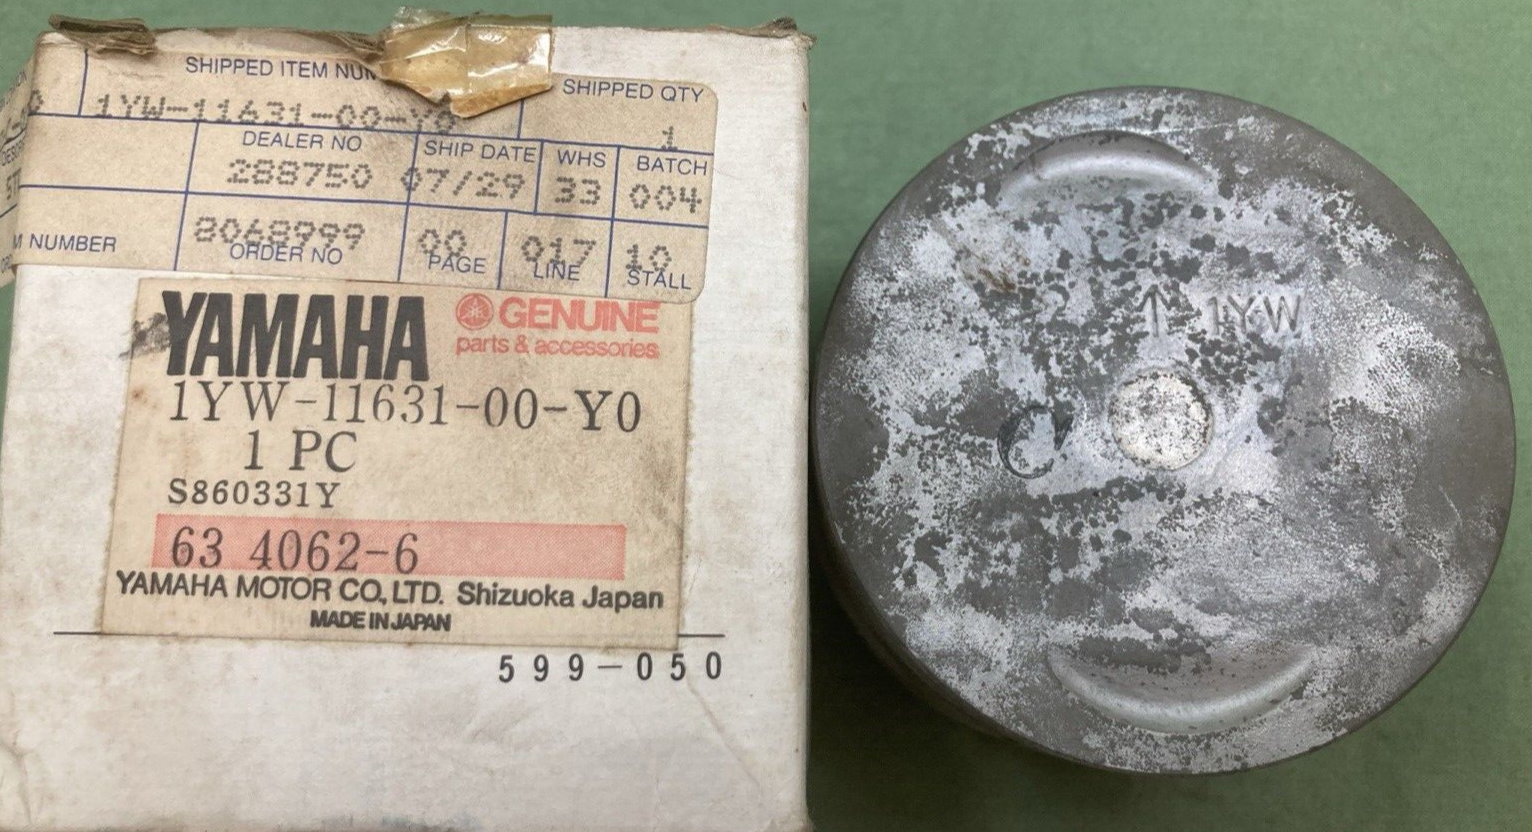 SHIPPED ITEM NUM
SHIPPED QTY
1YW-11631-00-Y0
1
DEALER NO
SHIP DATE
WHS
BATCH
288750
07/29
33
004
8068999
00
017
10
M NUMBER
ORDER NO
PAGE
LINE
STALL
YAMAHA
GENUINE
parts & accessories
1YW-11631-00-Y0
1 PC
S860331Y
63 4062-6
YAMAHA MOTOR CO., LTD. Shizuoka Japan
MADE IN JAPAN
599-050
↑ 1YW
C